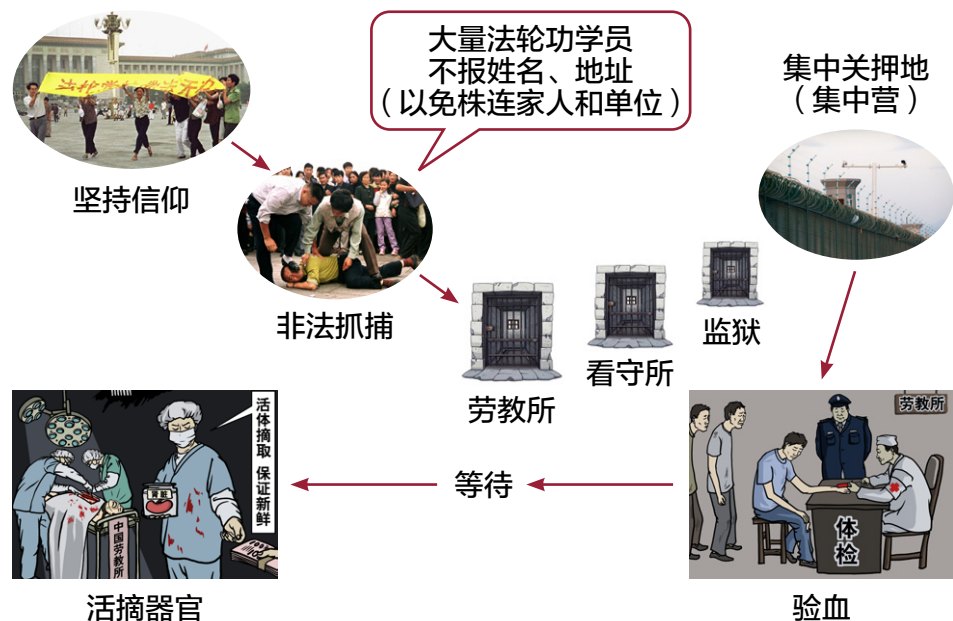 大量法轮功学员
不报姓名、地址
（以免株连家人和单位）
集中关押地
（集中营）
坚持信仰
非法抓捕
监狱
看守所
劳教所
劳教所
体检
验血
等待
活体摘取 保证新鲜
肾脏
中国劳教所
活摘器官